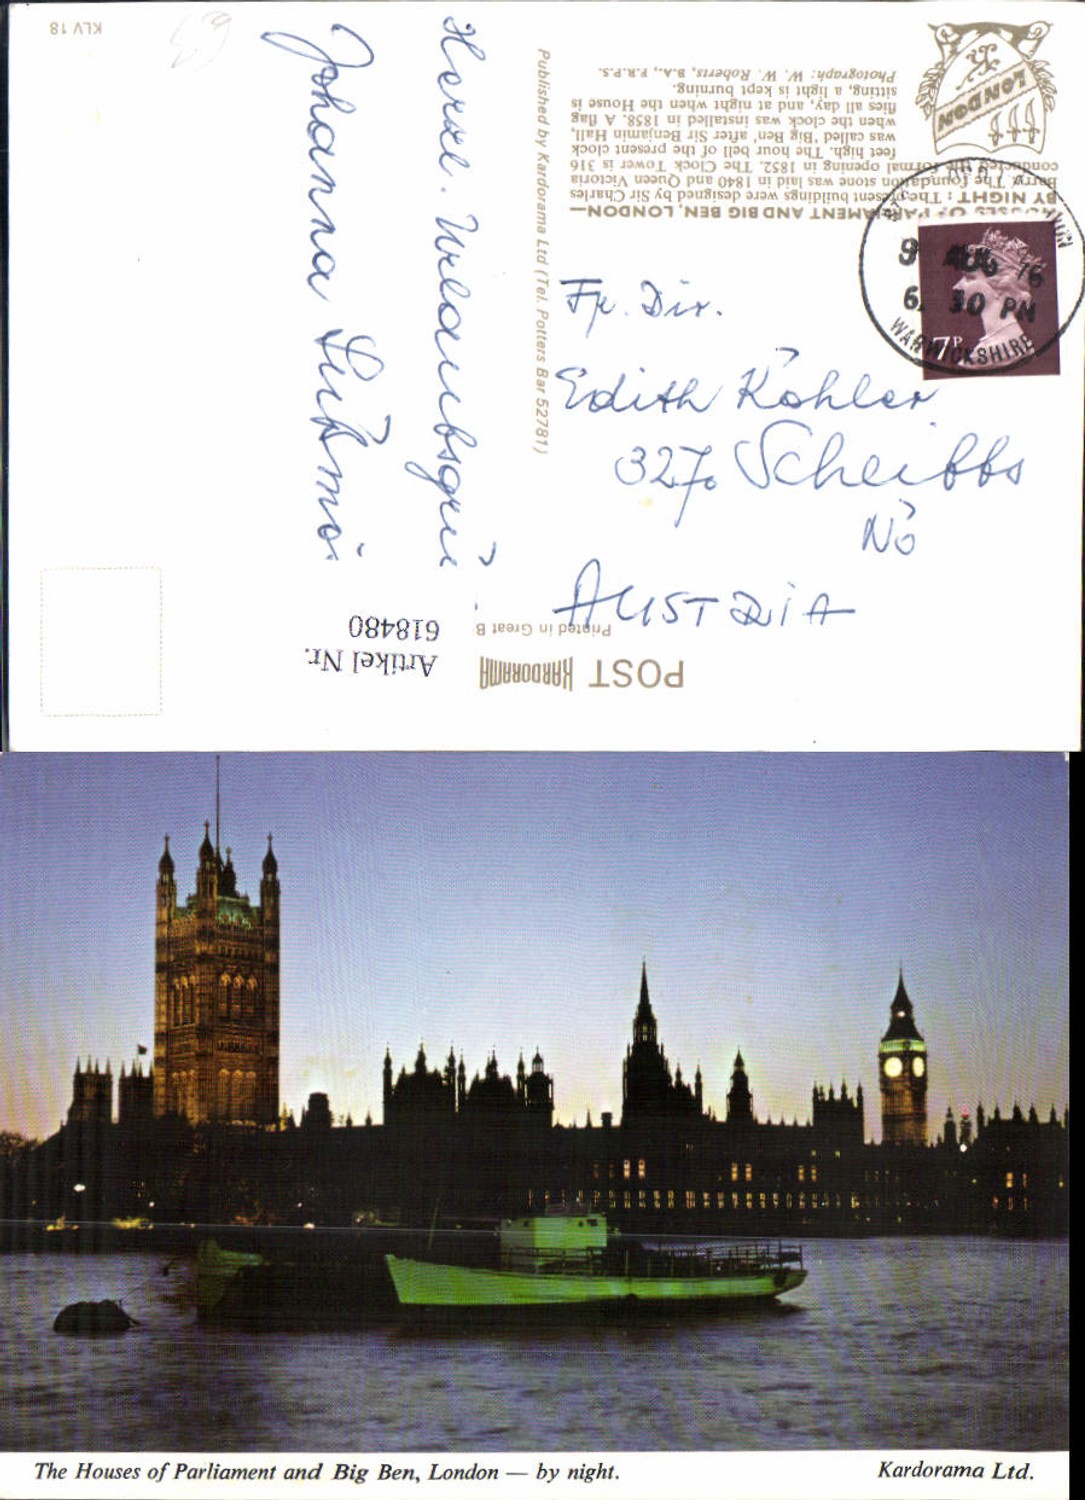 KLV 18
LONDON
HOUSES OF PARLIAMENT AND BIG BEN, LONDON—
BY NIGHT: The present buildings were designed by Sir Charles
Barry. The foundation stone was laid in 1840 and Queen Victoria
conducted the formal opening in 1852. The Clock Tower is 316
feet high. The hour bell of the present clock
was called 'Big Ben' after Sir Benjamin Hall,
when the clock was installed in 1858. A flag
flies all day, and at night when the House is
sitting, a light is kept burning.
Photograph: W. W. Roberts, B.A., F.R.P.S.
Published by Kardorama Ltd (Tel. Potters Bar 52781)
Herzl. Urlaubsgrü
Johanna
9 AUG 76
6. 30 PM
WARWICKSHIRE
7P
Fr. Dir.
Edith Köhler
3270 Scheibbs
NÖ
AUSTRIA
Printed in Great B
POST KARDORAMA
Artikel Nr.
618480
The Houses of Parliament and Big Ben, London — by night.
Kardorama Ltd.